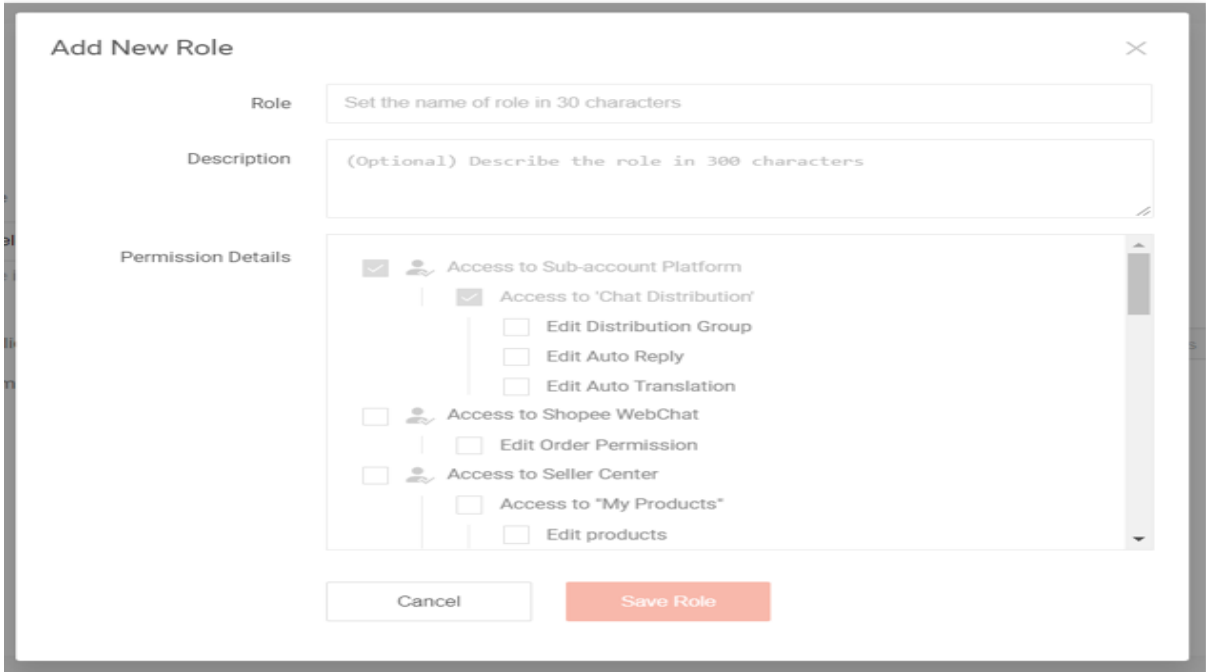 Add New Role
Role
Set the name of role in 30 characters
Description
(Optional) Describe the role in 300 characters
Permission Details
Access to Sub-account Platform
Access to 'Chat Distribution'
Edit Distribution Group
Edit Auto Reply
Edit Auto Translation
Access to Shopee WebChat
Edit Order Permission
Access to Seller Center
Access to "My Products"
Edit products
Cancel
Save Role